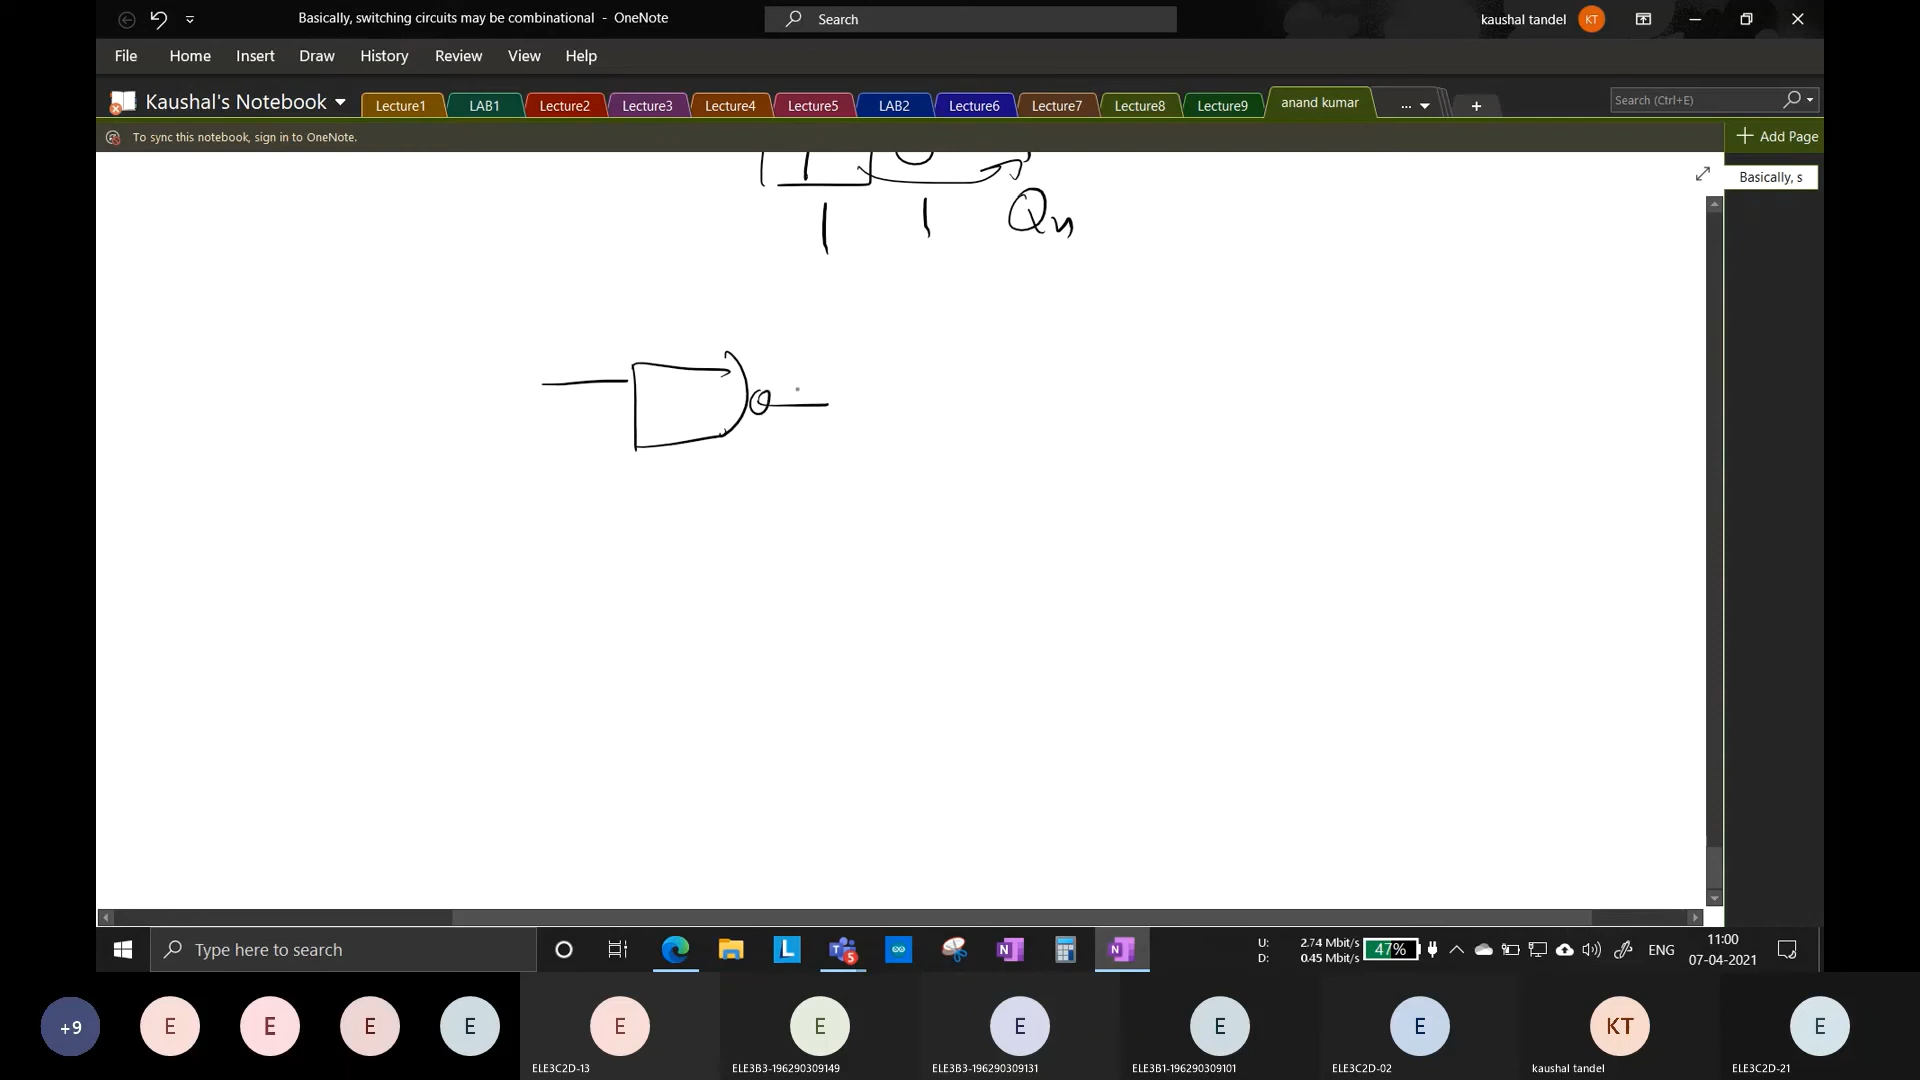 Basically, switching circuits may be combinational - OneNote
Search
kaushal tandel KT
File Home Insert Draw History Review View Help
Kaushal's Notebook Lecture1 LAB1 Lecture2 Lecture3 Lecture4 Lecture5 LAB2 Lecture6 Lecture7 Lecture8 Lecture9 anand kumar ... +
Search (Ctrl+E)
To sync this notebook, sign in to OneNote.
Add Page
Basically, s
1 1 Qn
Type here to search
L
T 5
N
N
U: 2.74 Mbit/s
D: 0.45 Mbit/s
47%
ENG
11:00
07-04-2021
+9 E E E E E E E E E KT E
ELE3C2D-13 ELE3B3-196290309149 ELE3B3-196290309131 ELE3B1-196290309101 ELE3C2D-02 kaushal tandel ELE3C2D-21